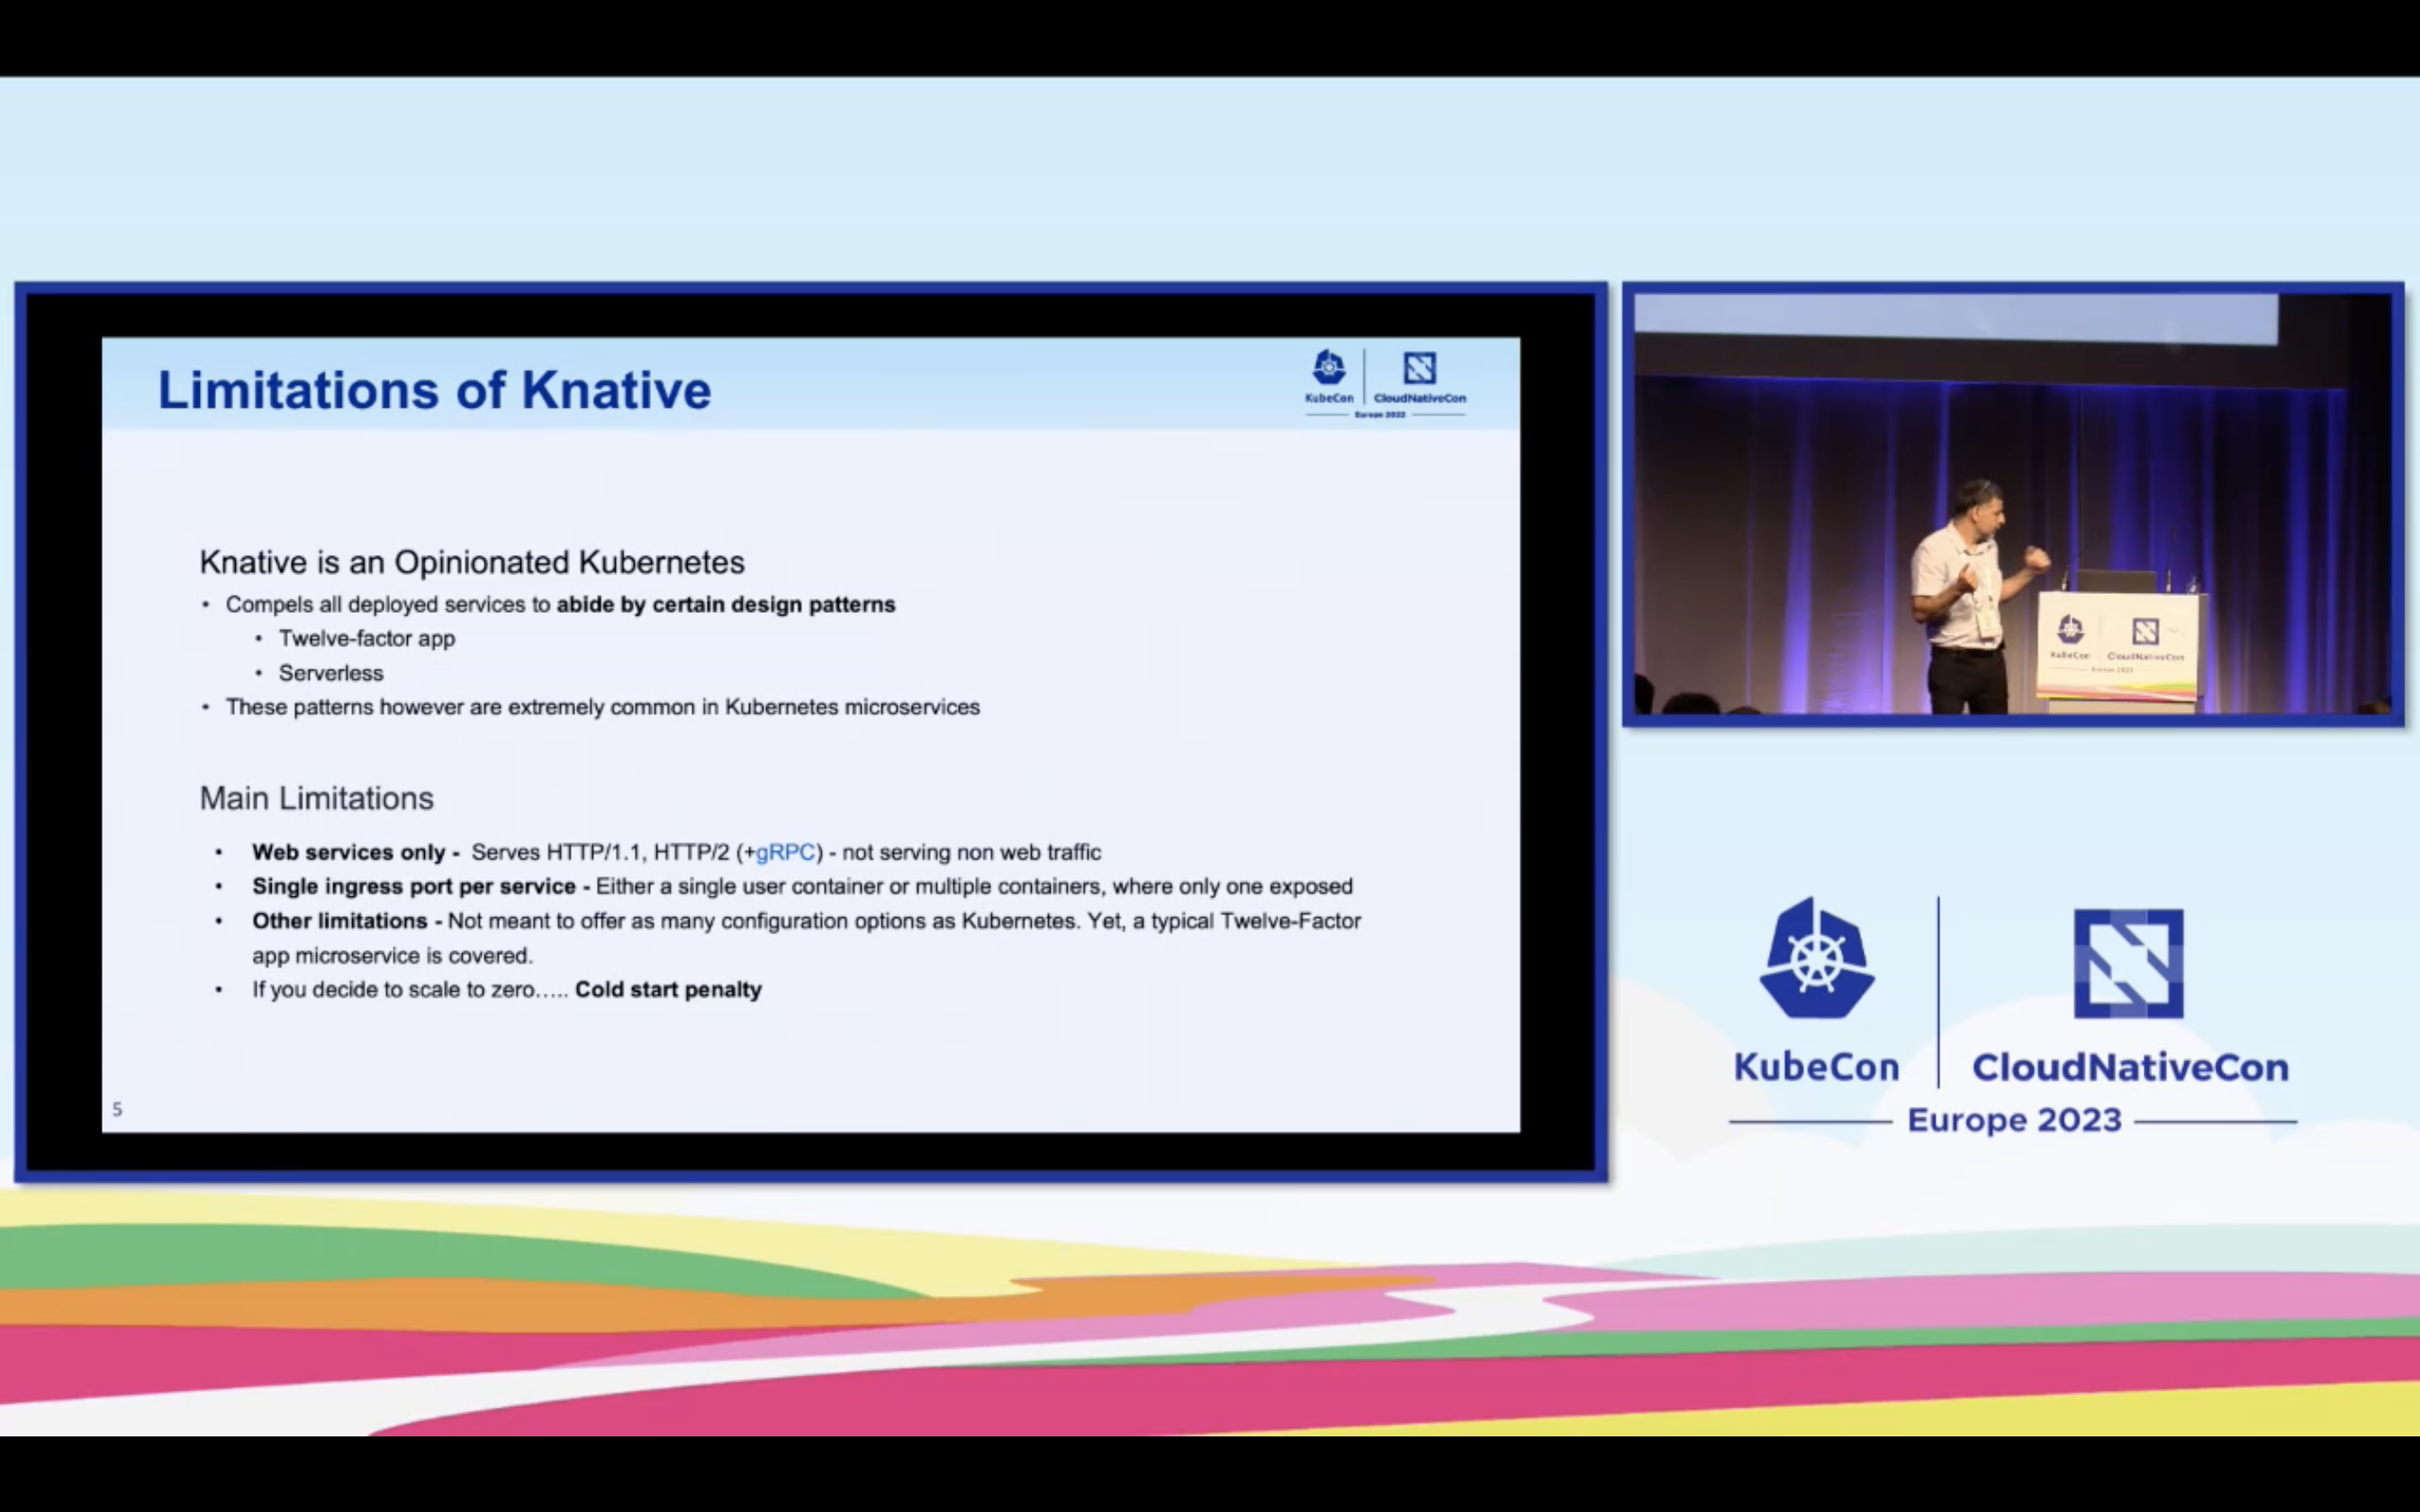 Limitations of Knative
KubeCon
CloudNativeCon
Europe 2023
Knative is an Opinionated Kubernetes
• Compels all deployed services to abide by certain design patterns
• Twelve-factor app
• Serverless
• These patterns however are extremely common in Kubernetes microservices
Main Limitations
• Web services only - Serves HTTP/1.1, HTTP/2 (+gRPC) - not serving non web traffic
• Single ingress port per service - Either a single user container or multiple containers, where only one exposed
• Other limitations - Not meant to offer as many configuration options as Kubernetes. Yet, a typical Twelve-Factor
app microservice is covered.
• If you decide to scale to zero..... Cold start penalty
5
KubeCon
CloudNativeCon
Europe 2023
KubeCon
CloudNativeCon
Europe 2023